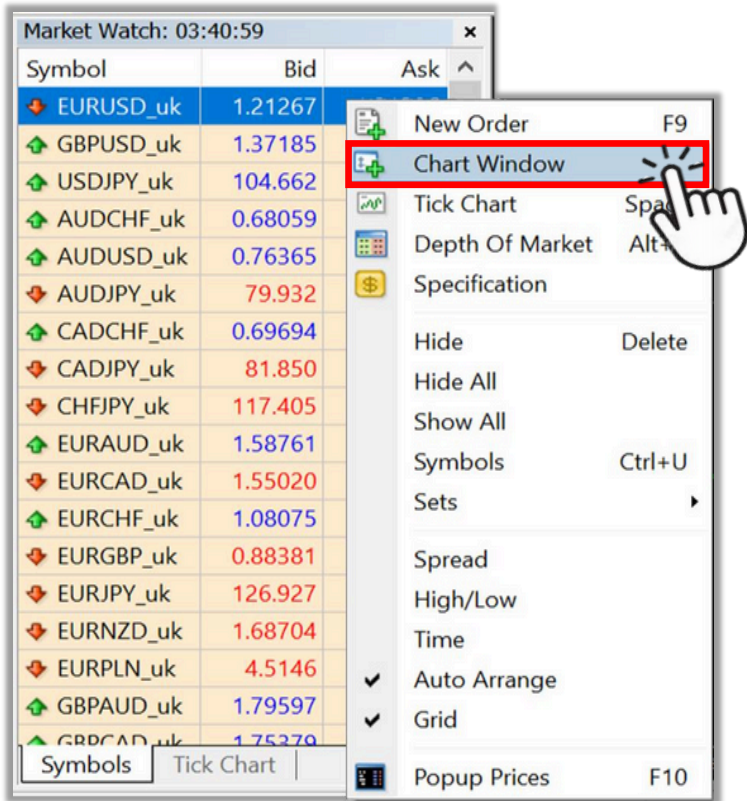 Market Watch: 03:40:59
Symbol Bid Ask
EURUSD_uk 1.21267
GBPUSD_uk 1.37185
USDJPY_uk 104.662
AUDCHF_uk 0.68059
AUDUSD_uk 0.76365
AUDJPY_uk 79.932
CADCHF_uk 0.69694
CADJPY_uk 81.850
CHFJPY_uk 117.405
EURAUD_uk 1.58761
EURCAD_uk 1.55020
EURCHF_uk 1.08075
EURGBP_uk 0.88381
EURJPY_uk 126.927
EURNZD_uk 1.68704
EURPLN_uk 4.5146
GBPAUD_uk 1.79597
GBPCAD_uk 1.75379
Symbols Tick Chart
New Order F9
Chart Window
Tick Chart
Depth Of Market
Specification
Hide Delete
Hide All
Show All
Symbols Ctrl+U
Sets
Spread
High/Low
Time
Auto Arrange
Grid
Popup Prices F10